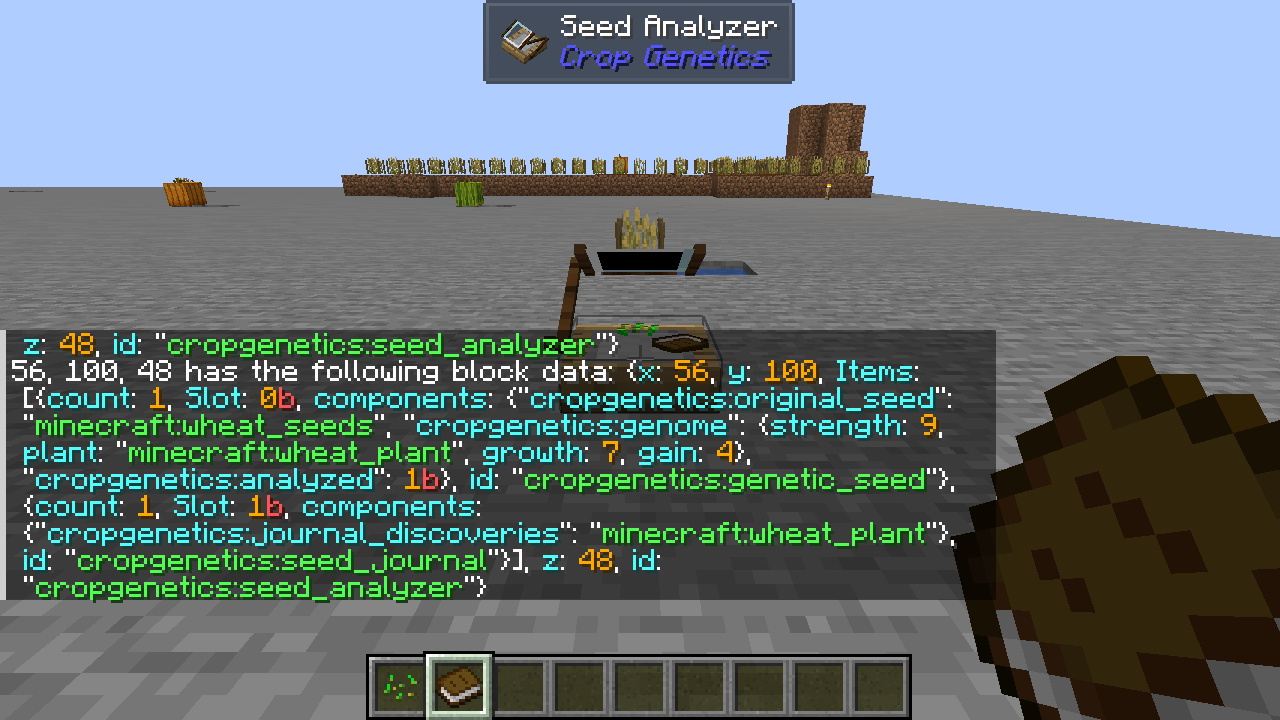 Seed Analyzer
Crop Genetics
z: 48, id: "cropgenetics:seed_analyzer"}
56, 100, 48 has the following block data: {x: 56, y: 100, Items:
[{count: 1, Slot: 0b, components: {"cropgenetics:original_seed":
"minecraft:wheat_seeds", "cropgenetics:genome": {strength: 9,
plant: "minecraft:wheat_plant", growth: 7, gain: 4},
"cropgenetics:analyzed": 1b}, id: "cropgenetics:genetic_seed"},
{count: 1, Slot: 1b, components:
{"cropgenetics:journal_discoveries": "minecraft:wheat_plant"},
id: "cropgenetics:seed_journal"}], z: 48, id:
"cropgenetics:seed_analyzer"}